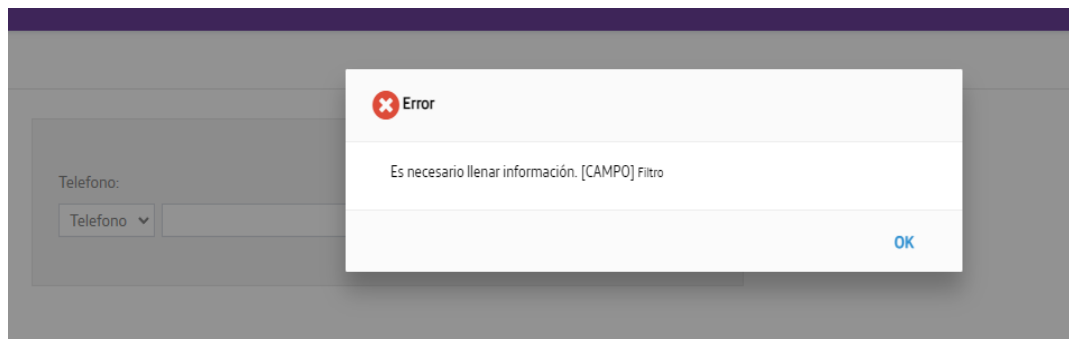 Error
Es necesario llenar información. [CAMPO] Filtro
Telefono:
Telefono
OK